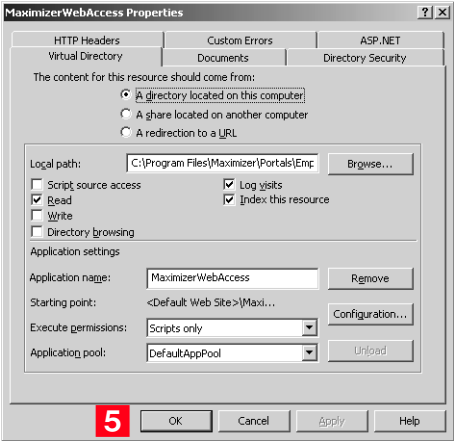 MaximizerWebAccess Properties
HTTP Headers Custom Errors ASP.NET
Virtual Directory Documents Directory Security
The content for this resource should come from:
A directory located on this computer
A share located on another computer
A redirection to a URL
Local path: C:\Program Files\Maximizer\Portals\Emp Browse...
Script source access Log visits
Read Index this resource
Write
Directory browsing
Application settings
Application name: MaximizerWebAccess Remove
Starting point: <Default Web Site>\Maxi...
Configuration...
Execute permissions: Scripts only
Application pool: DefaultAppPool Unload
5 OK Cancel Apply Help